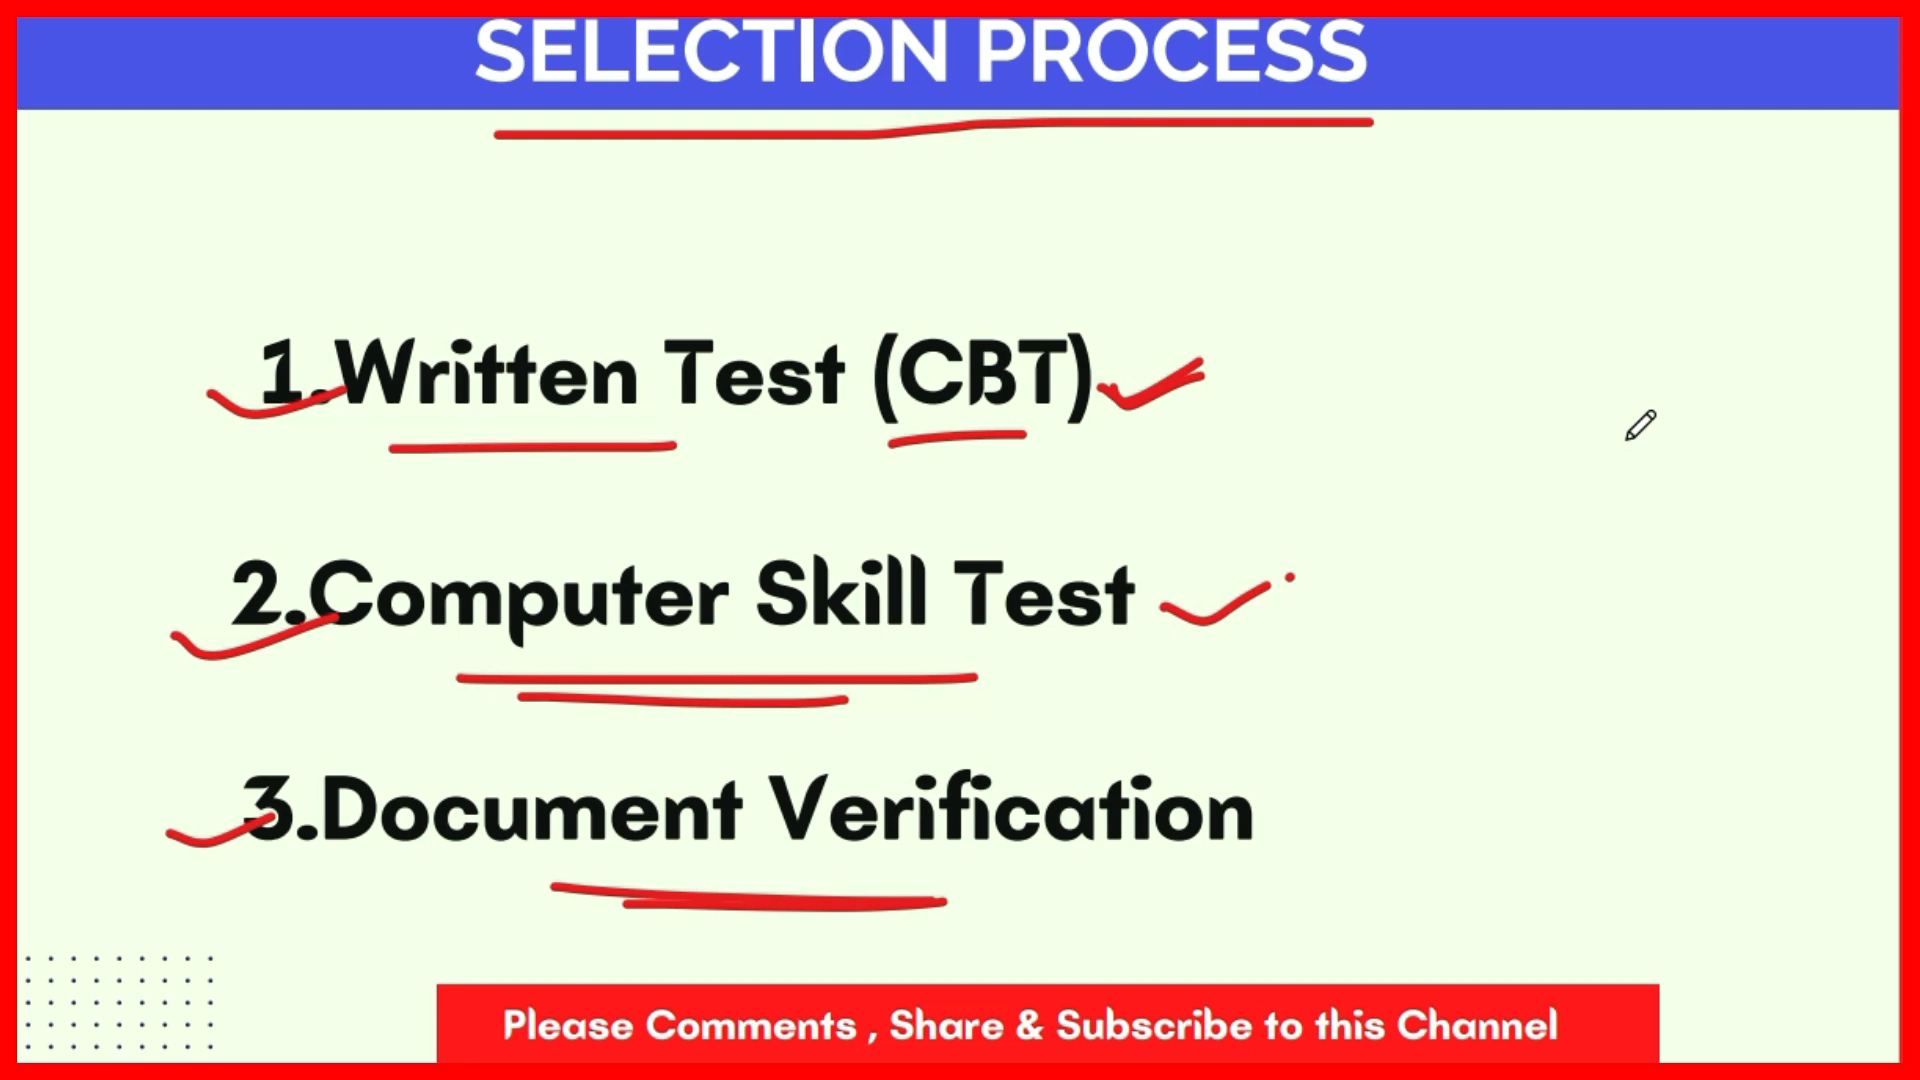 SELECTION PROCESS
1.Written Test (CBT)
2.Computer Skill Test
3.Document Verification
Please Comments , Share & Subscribe to this Channel